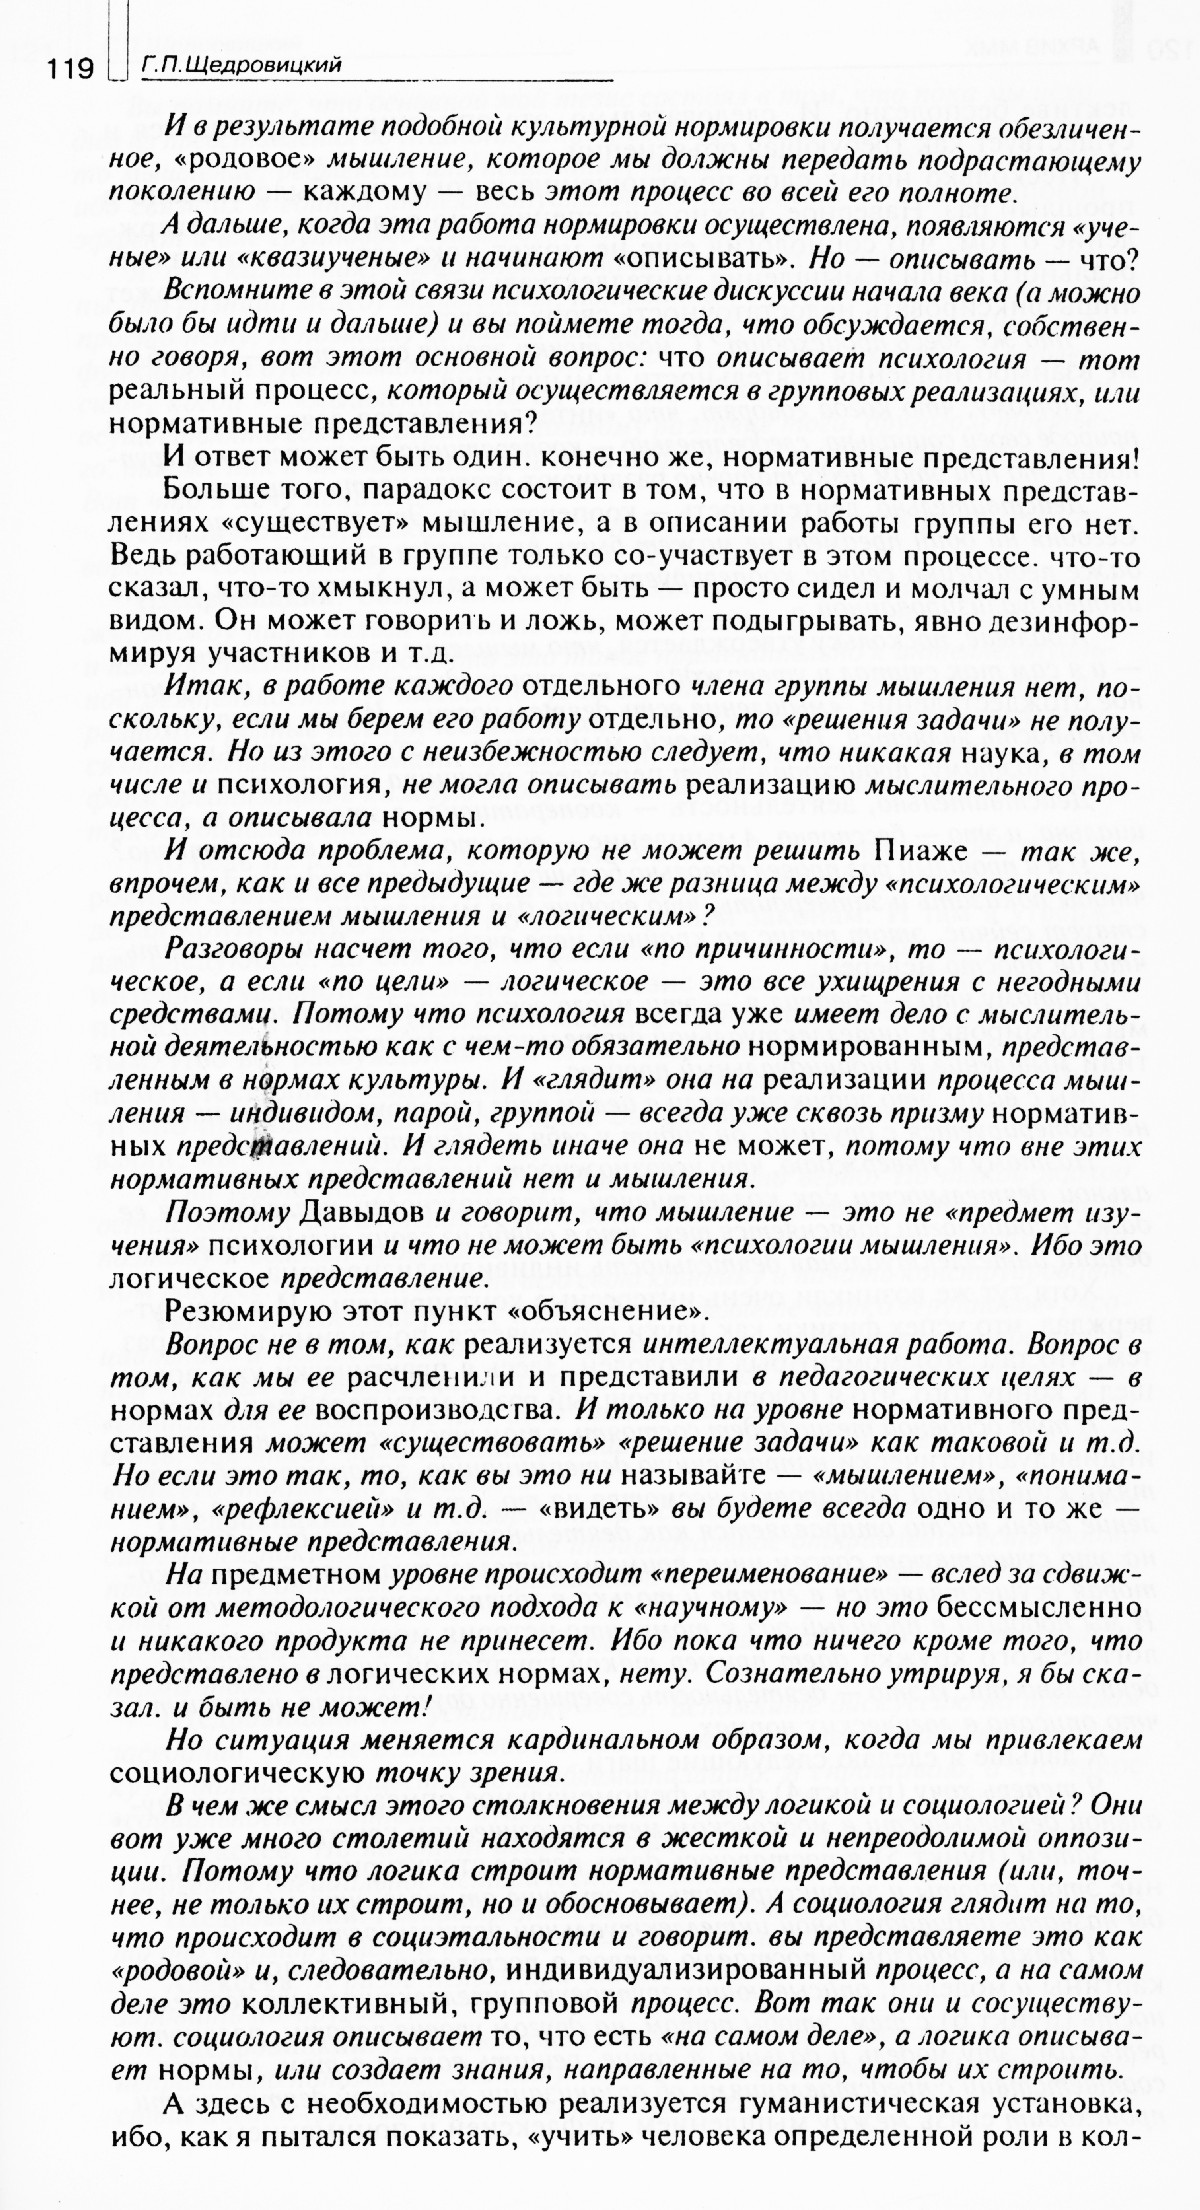 119
Г.П.Щедровицкий
И в результате подобной культурной нормировки получается обезличен-
ное, «родовое» мышление, которое мы должны передать подрастающему
поколению — каждому — весь этот процесс во всей его полноте.
А дальше, когда эта работа нормировки осуществлена, появляются «уче-
ные» или «квазиученые» и начинают «описывать». Но — описывать — что?
Вспомните в этой связи психологические дискуссии начала века (а можно
было бы идти и дальше) и вы поймете тогда, что обсуждается, собствен-
но говоря, вот этот основной вопрос: что описывает психология — тот
реальный процесс, который осуществляется в групповых реализациях, или
нормативные представления?
И ответ может быть один. конечно же, нормативные представления!
Больше того, парадокс состоит в том, что в нормативных представ-
лениях «существует» мышление, а в описании работы группы его нет.
Ведь работающий в группе только со-участвует в этом процессе. что-то
сказал, что-то хмыкнул, а может быть — просто сидел и молчал с умным
видом. Он может говорить и ложь, может подыгрывать, явно дезинфор-
мируя участников и т.д.
Итак, в работе каждого отдельного члена группы мышления нет, по-
скольку, если мы берем его работу отдельно, то «решения задачи» не полу-
чается. Но из этого с неизбежностью следует, что никакая наука, в том
числе и психология, не могла описывать реализацию мыслительного про-
цесса, а описывала нормы.
И отсюда проблема, которую не может решить Пиаже — так же,
впрочем, как и все предыдущие — где же разница между «психологическим»
представлением мышления и «логическим» ?
Разговоры насчет того, что если «по причинности», то — психологи-
ческое, а если «по цели» — логическое — это все ухищрения с негодными
средствами. Потому что психология всегда уже имеет дело с мыслитель-
ной деятельностью как с чем-то обязательно нормированным, представ-
ленным в нормах культуры. И «глядит» она на реализации процесса мыш-
ления — индивидом, парой, группой — всегда уже сквозь призму норматив-
ных представлений. И глядеть иначе она не может, потому что вне этих
нормативных представлений нет и мышления.
Поэтому Давыдов и говорит, что мышление — это не «предмет изу-
чения» психологии и что не может быть «психологии мышления». Ибо это
логическое представление.
Резюмирую этот пункт «объяснение».
Вопрос не в том, как реализуется интеллектуальная работа. Вопрос в
том, как мы ее расчленили и представили в педагогических целях — в
нормах для ее воспроизводства. И только на уровне нормативного пред-
ставления может «существовать» «решение задачи» как таковой и т.д.
Но если это так, то, как вы это ни называйте — «мышлением», «понима-
нием», «рефлексией» и т.д. — «видеть» вы будете всегда одно и то же —
нормативные представления.
На предметном уровне происходит «переименование» — вслед за сдвиж-
кой от методологического подхода к «научному» — но это бессмысленно
и никакого продукта не принесет. Ибо пока что ничего кроме того, что
представлено в логических нормах, нету. Сознательно утрируя, я бы ска-
зал. и быть не может!
Но ситуация меняется кардинальном образом, когда мы привлекаем
социологическую точку зрения.
В чем же смысл этого столкновения между логикой и социологией ? Они
вот уже много столетий находятся в жесткой и непреодолимой оппози-
ции. Потому что логика строит нормативные представления (или, точ-
нее, не только их строит, но и обосновывает). А социология глядит на то,
что происходит в социэтальности и говорит. вы представляете это как
«родовой» и, следовательно, индивидуализированный процесс, а на самом
деле это коллективный, групповой процесс. Вот так они и сосуществу-
ют. социология описывает то, что есть «на самом деле», а логика описыва-
ет нормы, или создает знания, направленные на то, чтобы их строить.
А здесь с необходимостью реализуется гуманистическая установка,
ибо, как я пытался показать, «учить» человека определенной роли в кол-